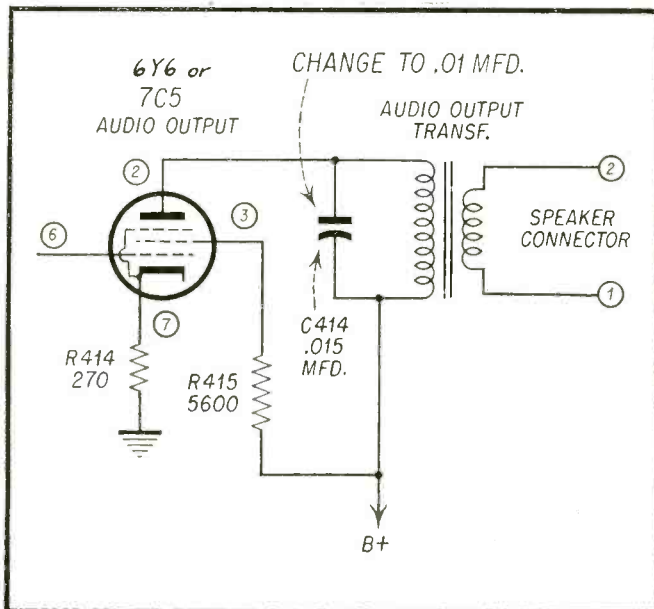 6Y6 or
7C5
AUDIO OUTPUT
CHANGE TO .01 MFD.
AUDIO OUTPUT
TRANSF.
2
3
6
7
2
SPEAKER
CONNECTOR
1
C414
.015
MFD.
R414
270
R415
5600
B+